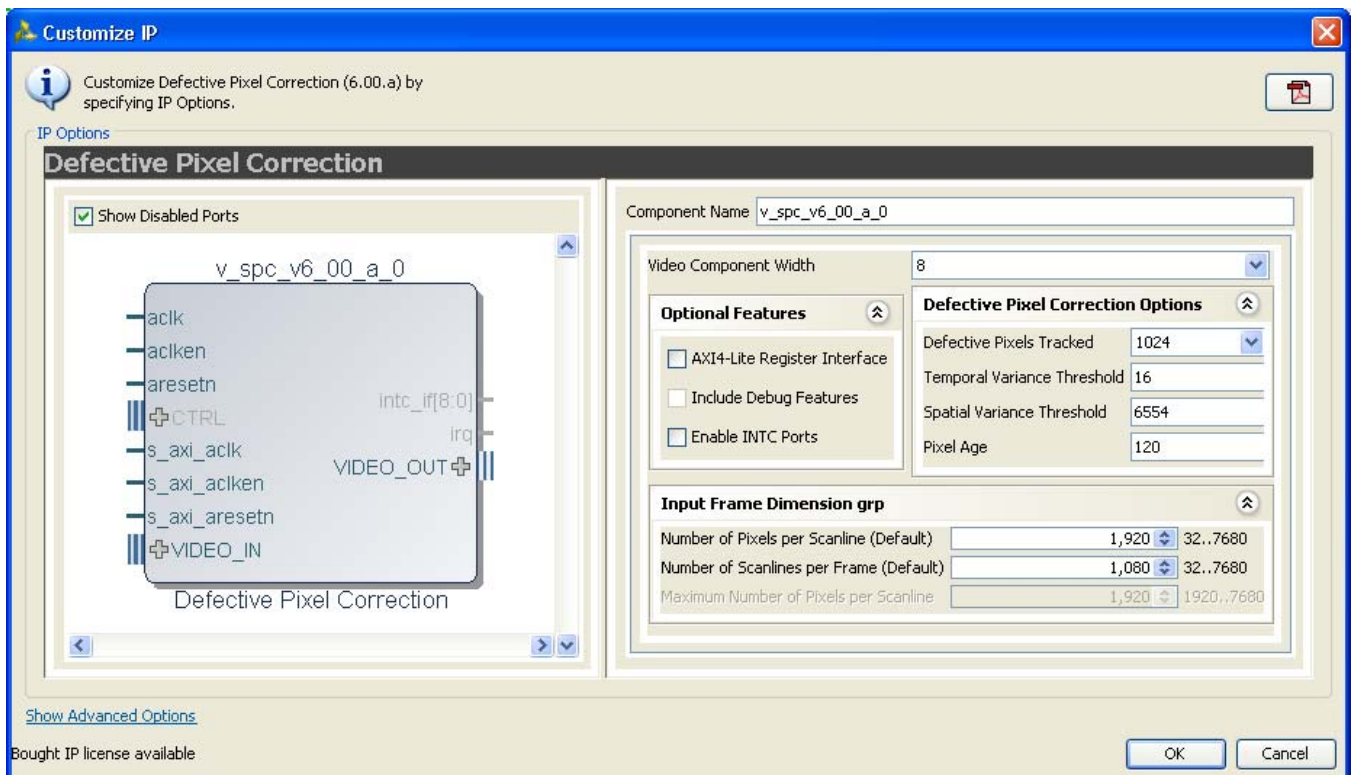 Customize IP
Customize Defective Pixel Correction (6.00.a) by
specifying IP Options.
IP Options
Defective Pixel Correction
Show Disabled Ports
v_spc_v6_00_a_0
aclk
aclken
aresetn
CTRL
s_axi_aclk
s_axi_aclken
s_axi_aresetn
VIDEO_IN
intc_if[8:0]
irq
VIDEO_OUT
Defective Pixel Correction
Component Name v_spc_v6_00_a_0
Video Component Width 8
Optional Features
AXI4-Lite Register Interface
Include Debug Features
Enable INTC Ports
Defective Pixel Correction Options
Defective Pixels Tracked 1024
Temporal Variance Threshold 16
Spatial Variance Threshold 6554
Pixel Age 120
Input Frame Dimension grp
Number of Pixels per Scanline (Default) 1,920 32..7680
Number of Scanlines per Frame (Default) 1,080 32..7680
Maximum Number of Pixels per Scanline 1,920 1920..7680
Show Advanced Options
Bought IP license available
OK Cancel